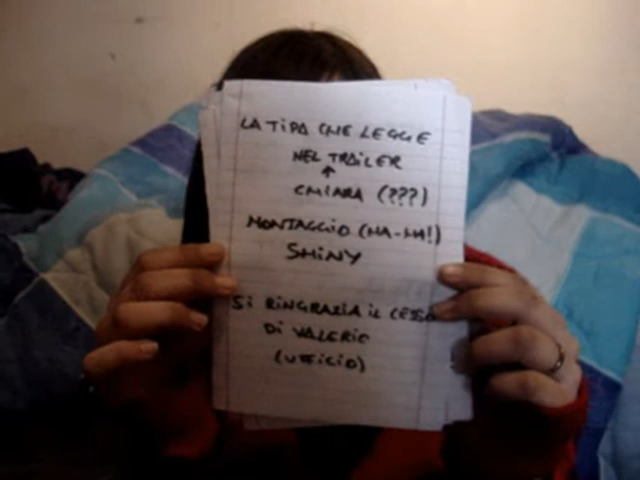 LA TIPA CHE LEGGE
NEL TRAILER
↑
CHIARA (???)
MONTAGGIO (HA-HA!)
SHINY
SI RINGRAZIA IL CESSO
DI VALERIO
(UFFICIO)